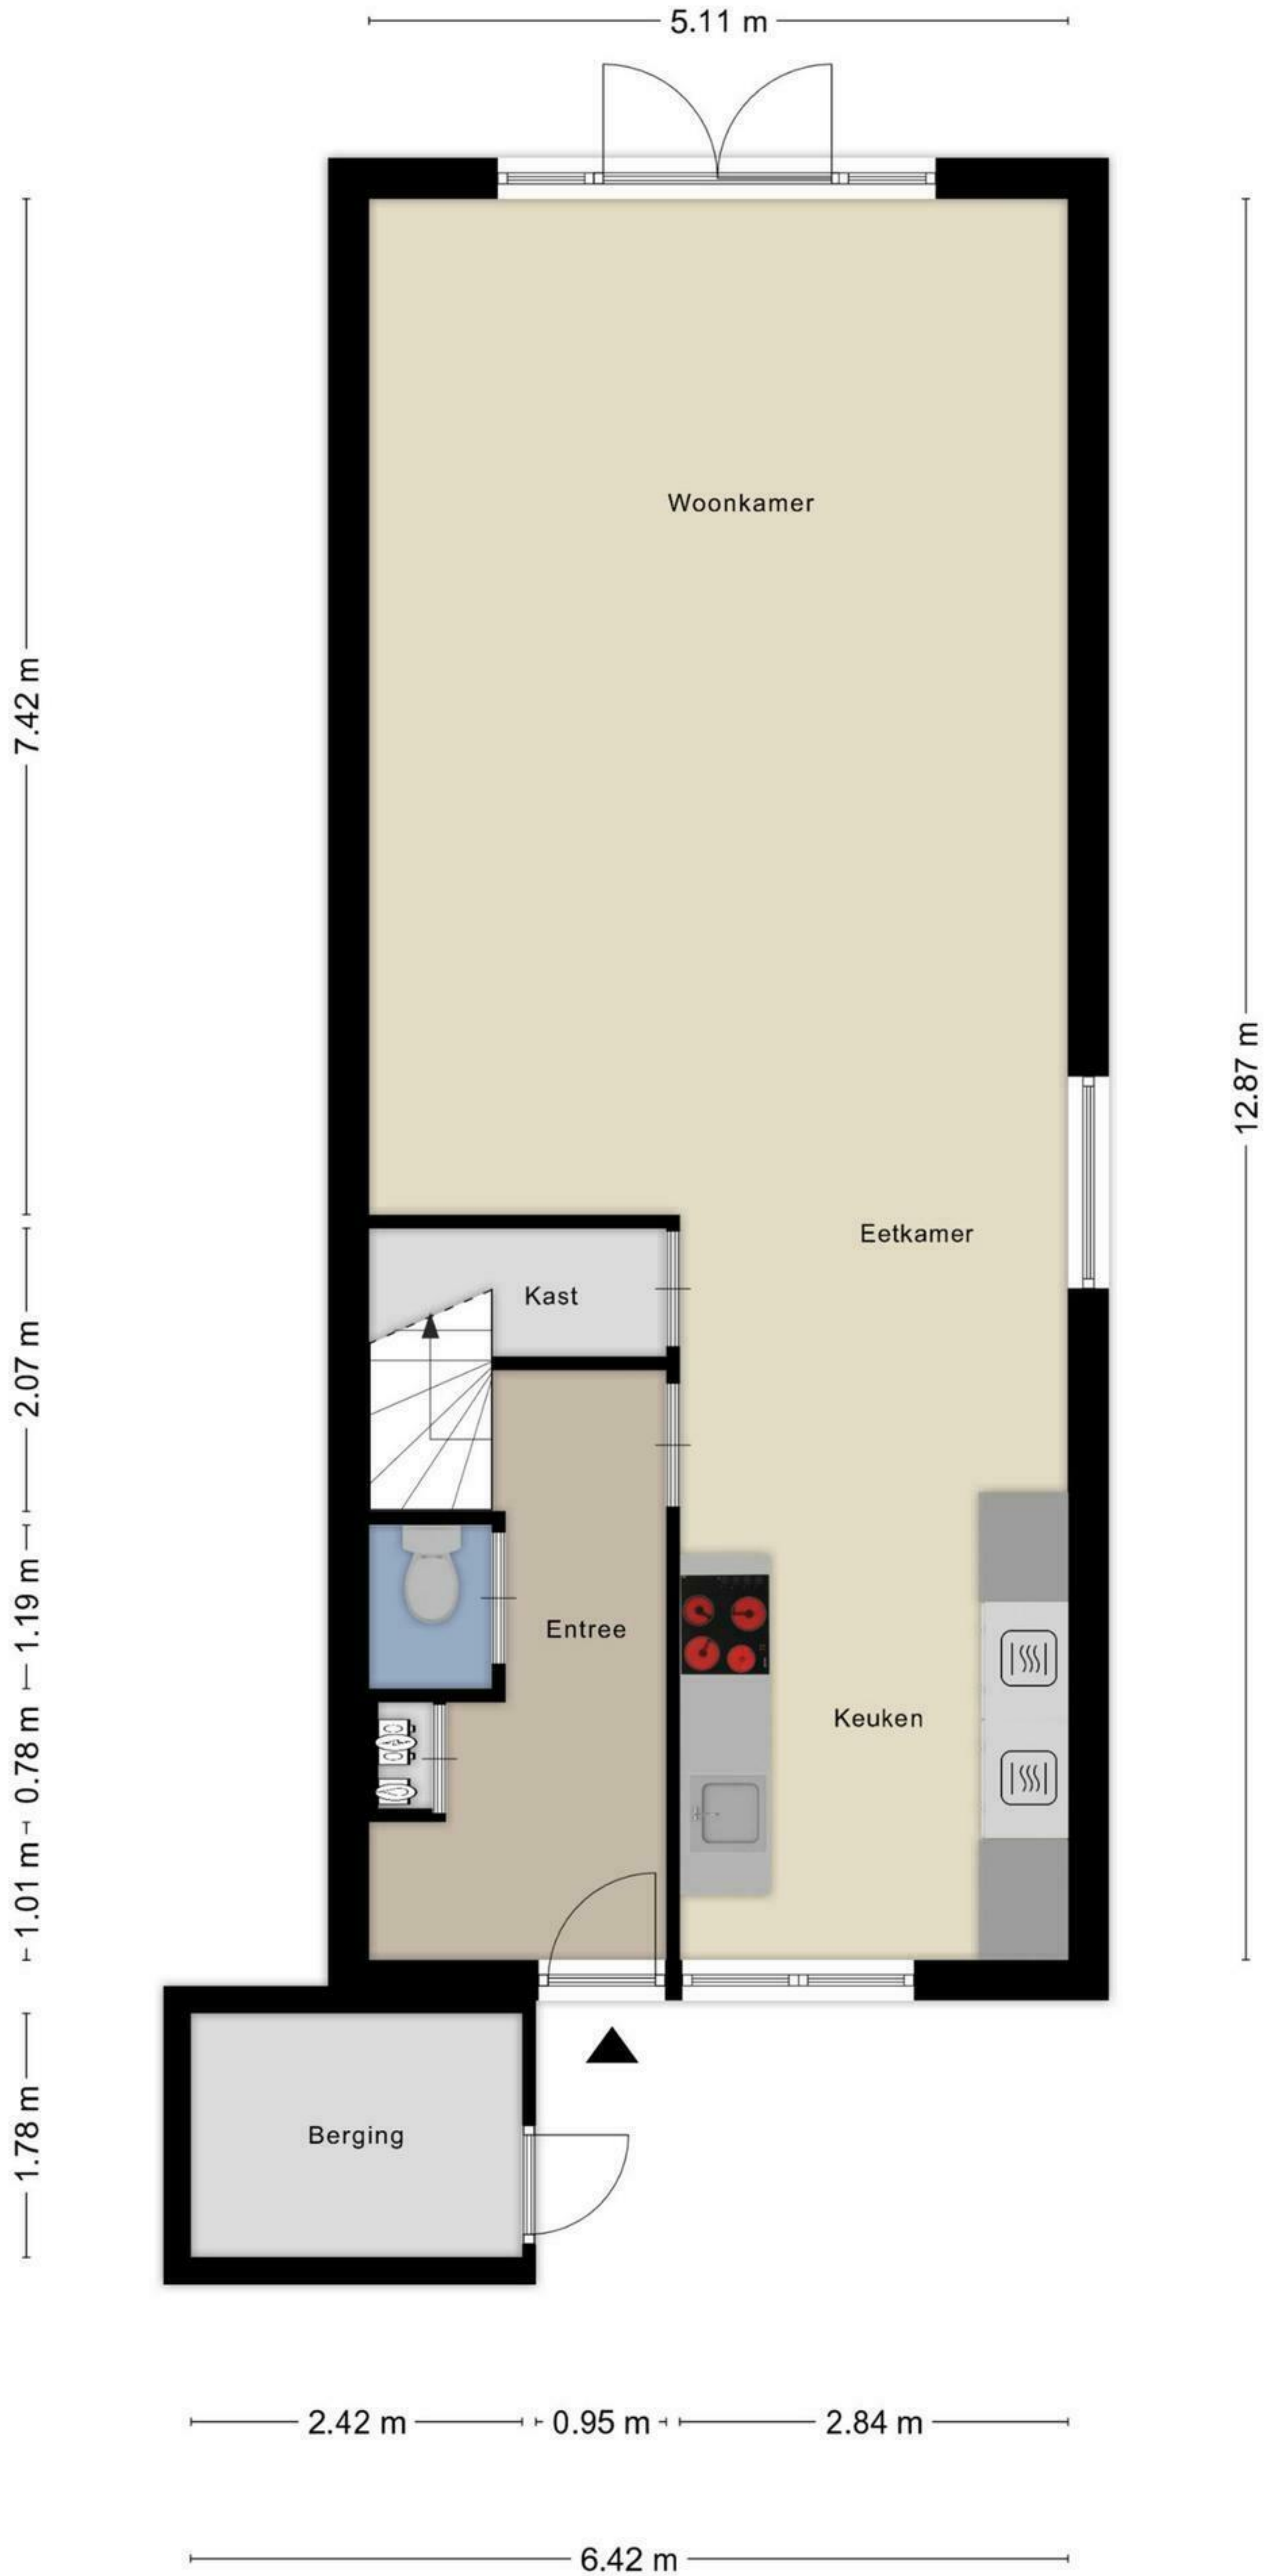 5.11 m
Woonkamer
7.42 m
12.87 m
Eetkamer
Kast
2.07 m
1.19 m
Entree
Keuken
0.78 m
1.01 m
Berging
1.78 m
2.42 m
0.95 m
2.84 m
6.42 m